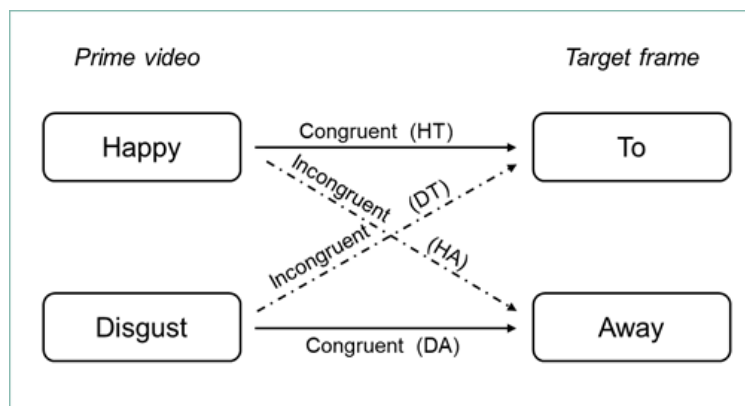 Prime video
Target frame
Happy
Congruent (HT)
To
Incongruent
(DT)
Incongruent
(HA)
Disgust
Congruent (DA)
Away